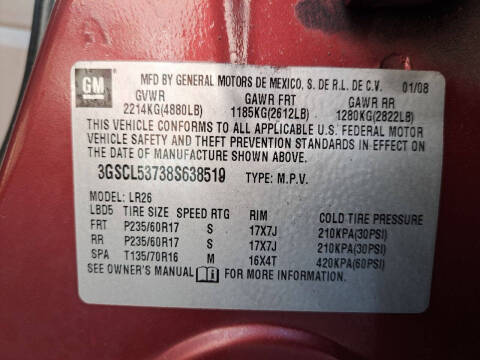 GM
MFD BY GENERAL MOTORS DE MEXICO, S. DE R.L. DE C.V. 01/08
GVWR GAWR FRT GAWR RR
2214KG(4880LB) 1185KG(2612LB) 1280KG(2822LB)
THIS VEHICLE CONFORMS TO ALL APPLICABLE U.S. FEDERAL MOTOR
VEHICLE SAFETY AND THEFT PREVENTION STANDARDS IN EFFECT ON
THE DATE OF MANUFACTURE SHOWN ABOVE.
3GSCL53738S638519 TYPE: M.P.V.
MODEL: LR26
LBD5 TIRE SIZE SPEED RTG RIM COLD TIRE PRESSURE
FRT P235/60R17 S 17X7J 210KPA(30PSI)
RR P235/60R17 S 17X7J 210KPA(30PSI)
SPA T135/70R16 M 16X4T 420KPA(60PSI)
SEE OWNER'S MANUAL FOR MORE INFORMATION.